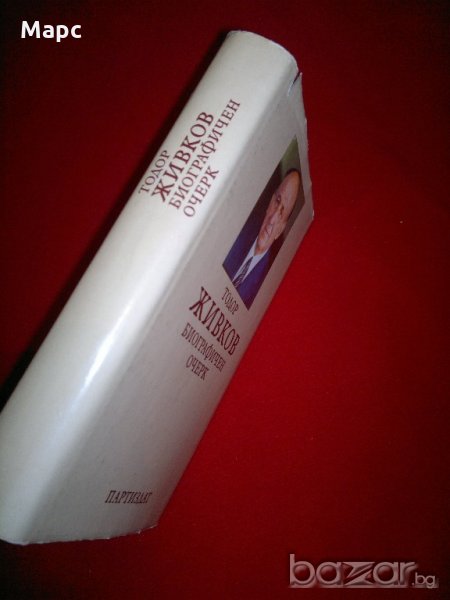 Марс
ТОДОР
ЖИВКОВ
БИОГРАФИЧЕН
ОЧЕРК
ТОДОР
ЖИВКОВ
БИОГРАФИЧЕН
ОЧЕРК
ПАРТИЗДАТ
bazar.bg